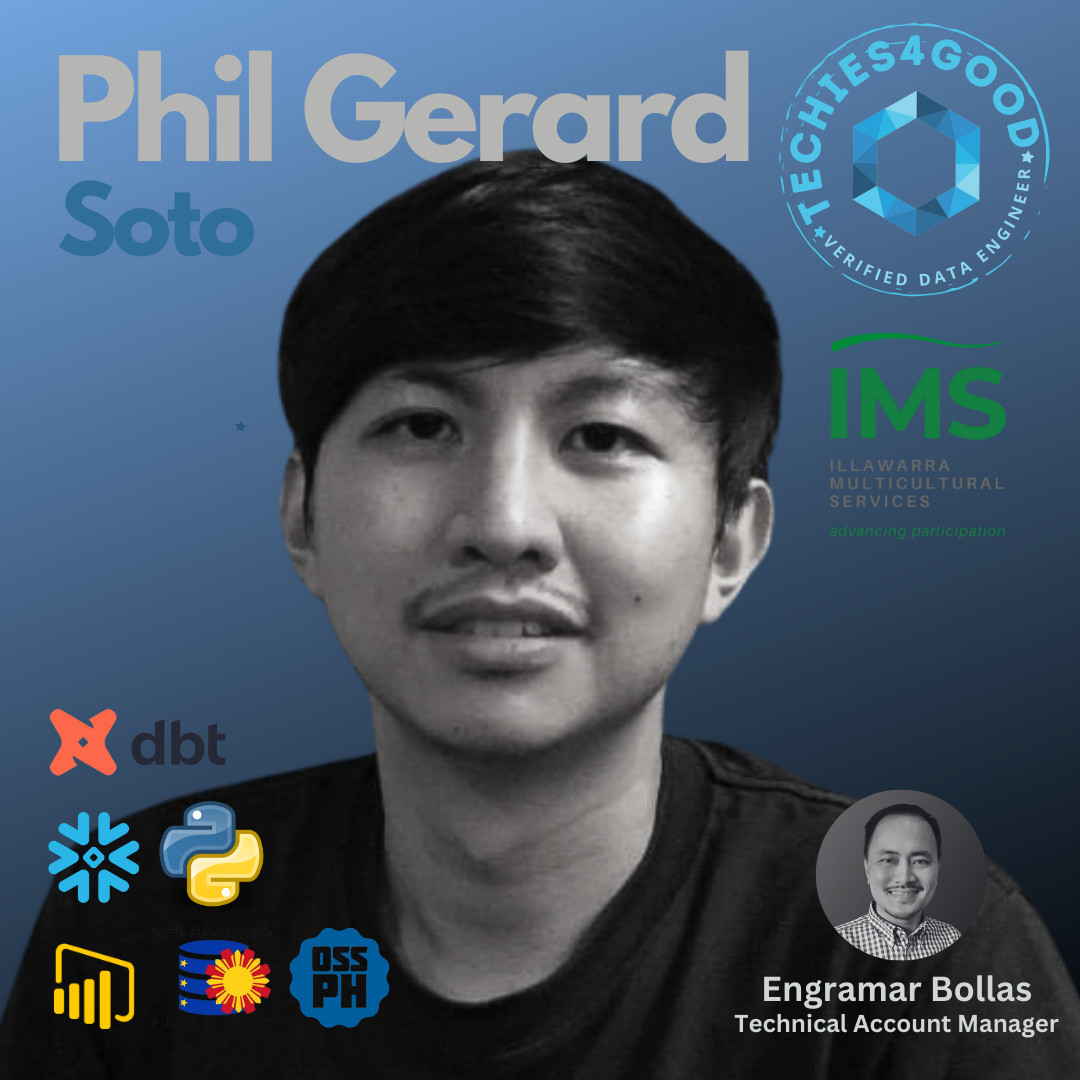 Phil Gerard
Soto
TECHIES4GOOD
VERIFIED DATA ENGINEER
IMS
ILLAWARRA
MULTICULTURAL
SERVICES
advancing participation
dbt
OSS
PH
Engramar Bollas
Technical Account Manager